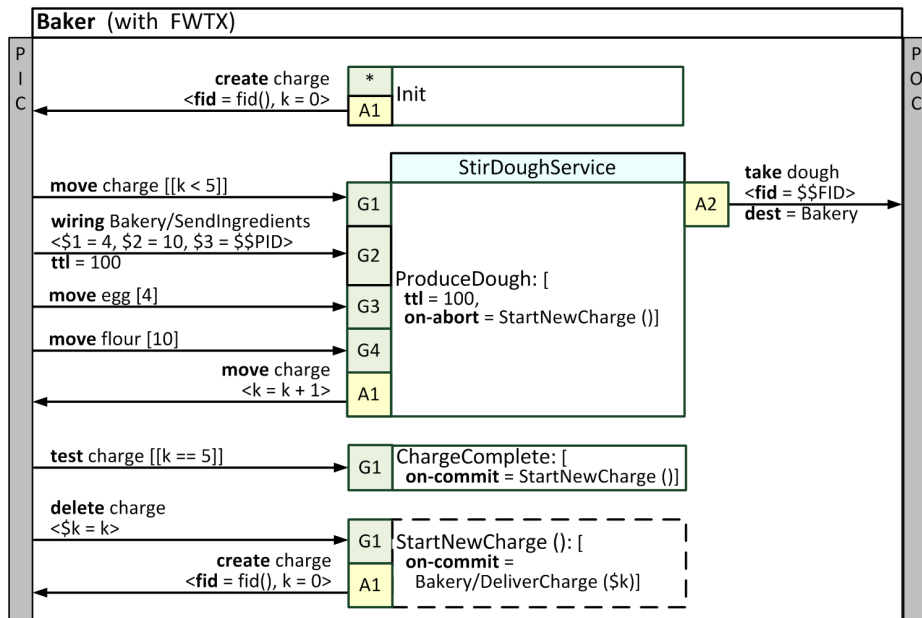 Baker (with FWTX)
P
I
C
P
O
C
create charge
<fid = fid(), k = 0>
*
A1
Init
StirDoughService
move charge [[k < 5]]
G1
wiring Bakery/SendIngredients
<$1 = 4, $2 = 10, $3 = $$PID>
ttl = 100
G2
move egg [4]
G3
move flour [10]
G4
move charge
<k = k + 1>
A1
ProduceDough: [
ttl = 100,
on-abort = StartNewCharge ()]
A2
take dough
<fid = $$FID>
dest = Bakery
test charge [[k == 5]]
G1
ChargeComplete: [
on-commit = StartNewCharge ()]
delete charge
<$k = k>
G1
create charge
<fid = fid(), k = 0>
A1
StartNewCharge (): [
on-commit =
Bakery/DeliverCharge ($k)]